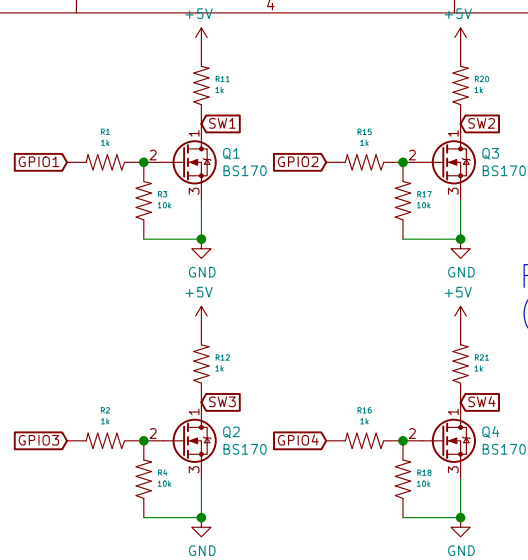 4
+5V
R11
1k
SW1
R1
1k
GPIO1
2
1
3
Q1
BS170
R3
10k
GND
+5V
R20
1k
SW2
R15
1k
GPIO2
2
1
3
Q3
BS170
R17
10k
GND
+5V
R12
1k
SW3
R2
1k
GPIO3
2
1
3
Q2
BS170
R4
10k
GND
+5V
R21
1k
SW4
R16
1k
GPIO4
2
1
3
Q4
BS170
R18
10k
GND